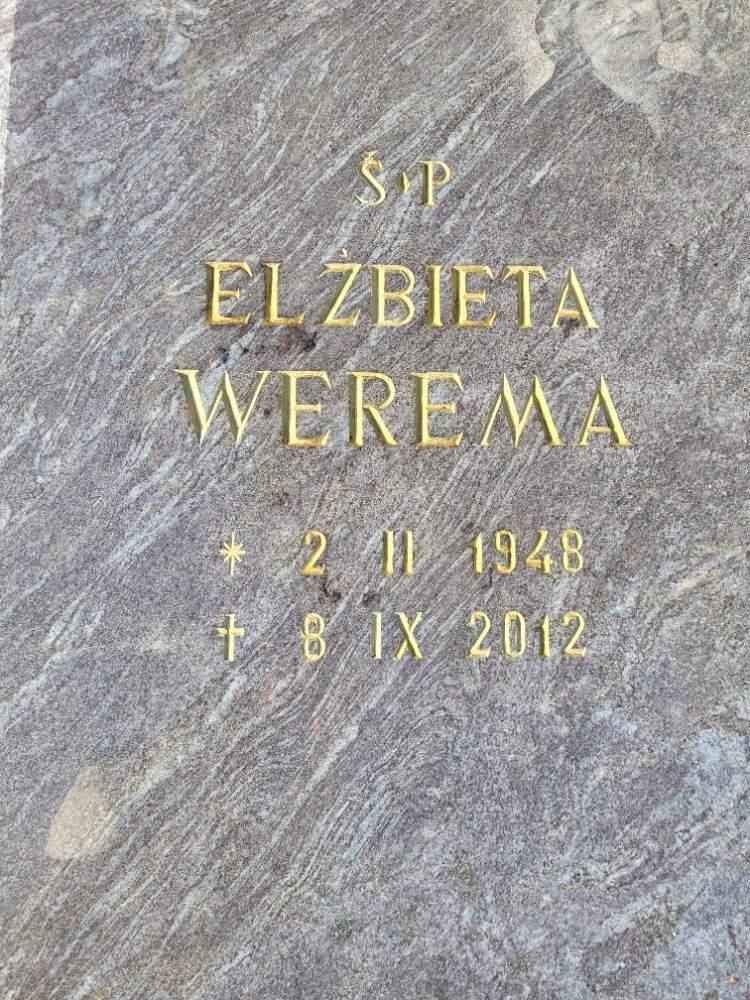 Ś · P
ELŻBIETA
WEREMA
* 2 II 1948
† 8 IX 2012